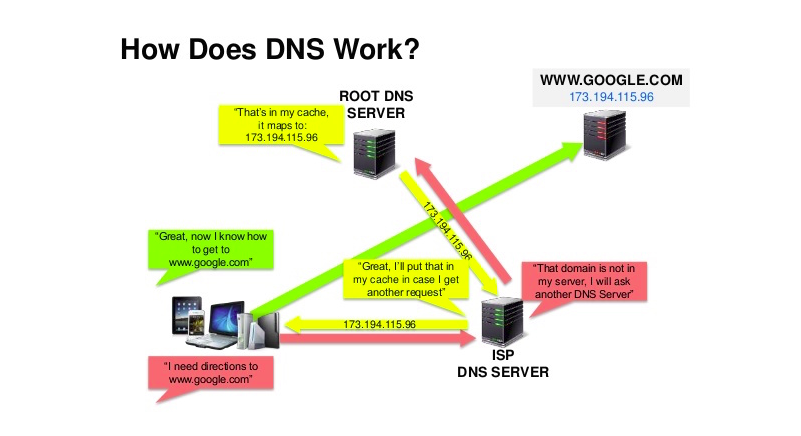 How Does DNS Work?
WWW.GOOGLE.COM
173.194.115.96
ROOT DNS
SERVER
“That’s in my cache,
it maps to:
173.194.115.96
173.194.115.96
“Great, now I know how
to get to
www.google.com”
“Great, I’ll put that in
my cache in case I get
another request”
“That domain is not in
my server, I will ask
another DNS Server”
173.194.115.96
ISP
DNS SERVER
“I need directions to
www.google.com”